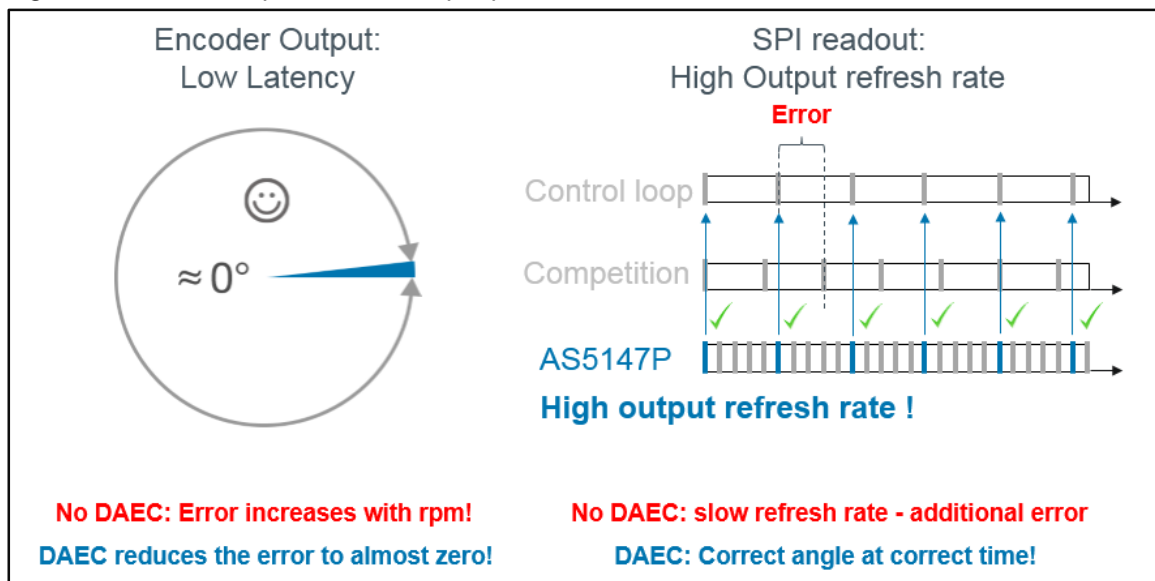 Encoder Output:
Low Latency
≈ 0°
SPI readout:
High Output refresh rate
Error
Control loop
Competition
AS5147P
High output refresh rate !
No DAEC: Error increases with rpm!
DAEC reduces the error to almost zero!
No DAEC: slow refresh rate - additional error
DAEC: Correct angle at correct time!